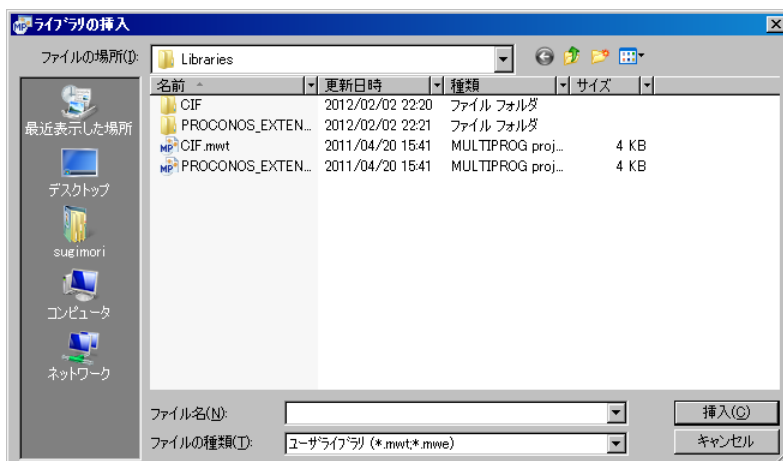 ライブラリの挿入
ファイルの場所(I):
Libraries
名前 更新日時 種類 サイズ
CIF 2012/02/02 22:20 ファイル フォルダ
PROCONOS_EXTEN... 2012/02/02 22:21 ファイル フォルダ
CIF.mwt 2011/04/20 15:41 MULTIPROG proj... 4 KB
PROCONOS_EXTEN... 2011/04/20 15:41 MULTIPROG proj... 4 KB
最近表示した場所
デスクトップ
sugimori
コンピュータ
ネットワーク
ファイル名(N):
挿入(O)
ファイルの種類(T):
ユーザライブラリ (*.mwt;*.mwe)
キャンセル